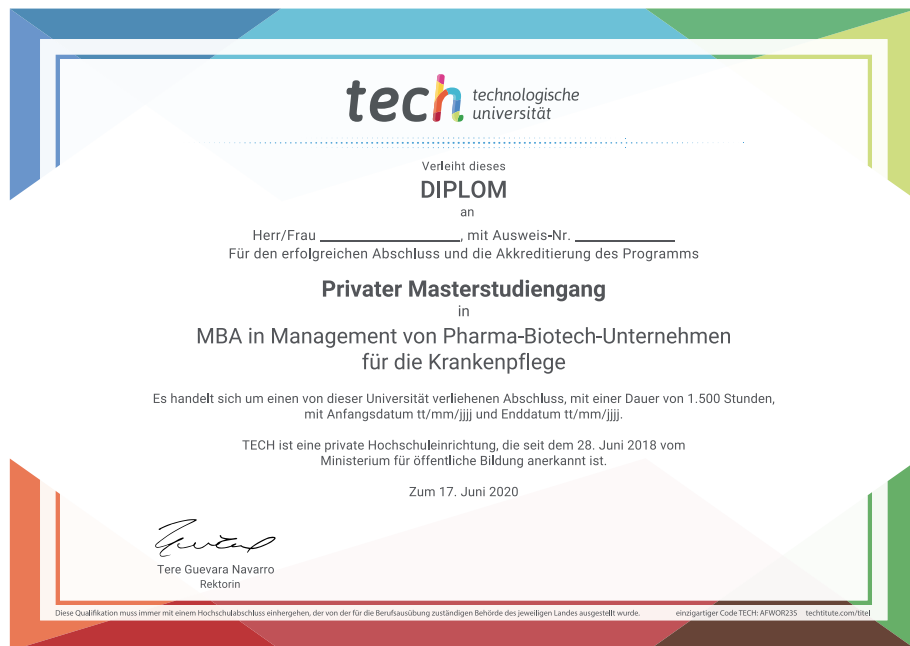 tech technologische
universität
Verleiht dieses
DIPLOM
an
Herr/Frau ____________, mit Ausweis-Nr. ____________
Für den erfolgreichen Abschluss und die Akkreditierung des Programms
Privater Masterstudiengang
in
MBA in Management von Pharma-Biotech-Unternehmen
für die Krankenpflege
Es handelt sich um einen von dieser Universität verliehenen Abschluss, mit einer Dauer von 1.500 Stunden,
mit Anfangsdatum tt/mm/jjjj und Enddatum tt/mm/jjjj.
TECH ist eine private Hochschuleinrichtung, die seit dem 28. Juni 2018 vom
Ministerium für öffentliche Bildung anerkannt ist.
Zum 17. Juni 2020
Tere Guevara Navarro
Rektorin
Diese Qualifikation muss immer mit einem Hochschulabschluss einhergehen, der von der für die Berufsausübung zuständigen Behörde des jeweiligen Landes ausgestellt wurde. einzigartiger Code TECH: AFWOR23S techtitute.com/titel